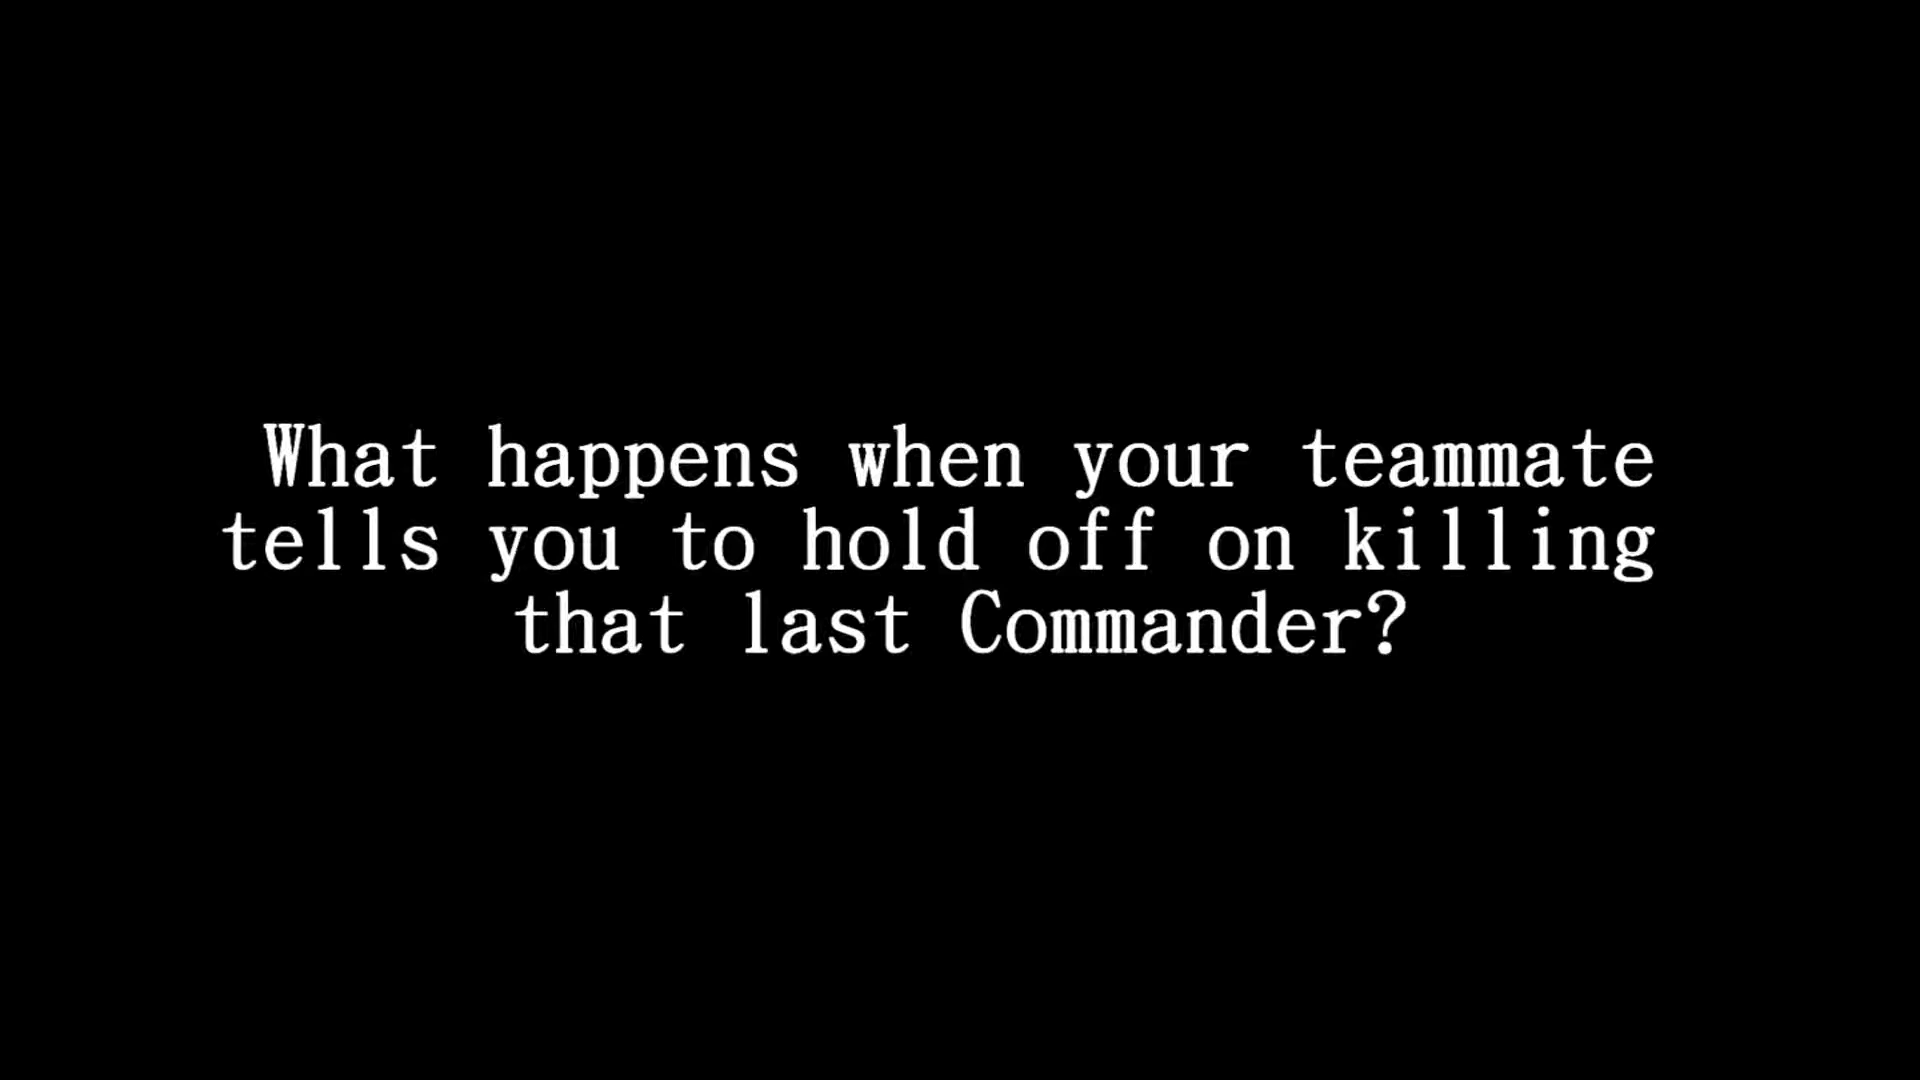 What happens when your teammate
tells you to hold off on killing
that last Commander?